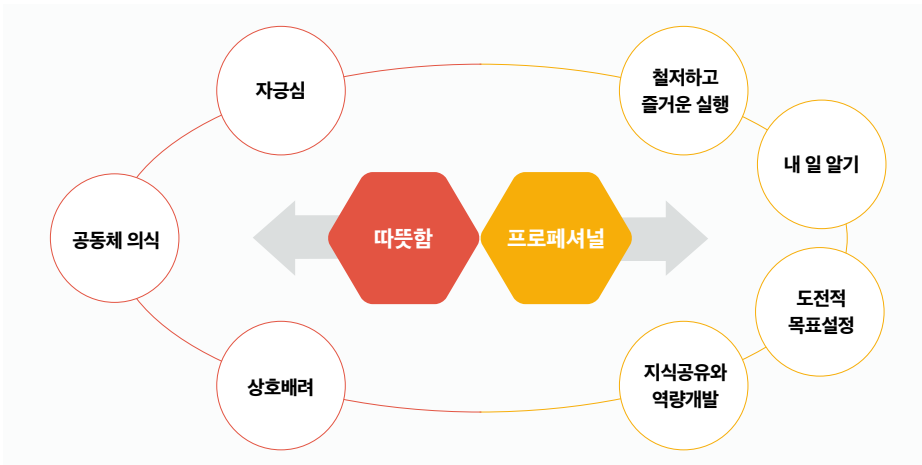 자긍심
철저하고
즐거운 실행
내 일 알기
공동체 의식
따뜻함
프로페셔널
도전적
목표설정
상호배려
지식공유와
역량개발